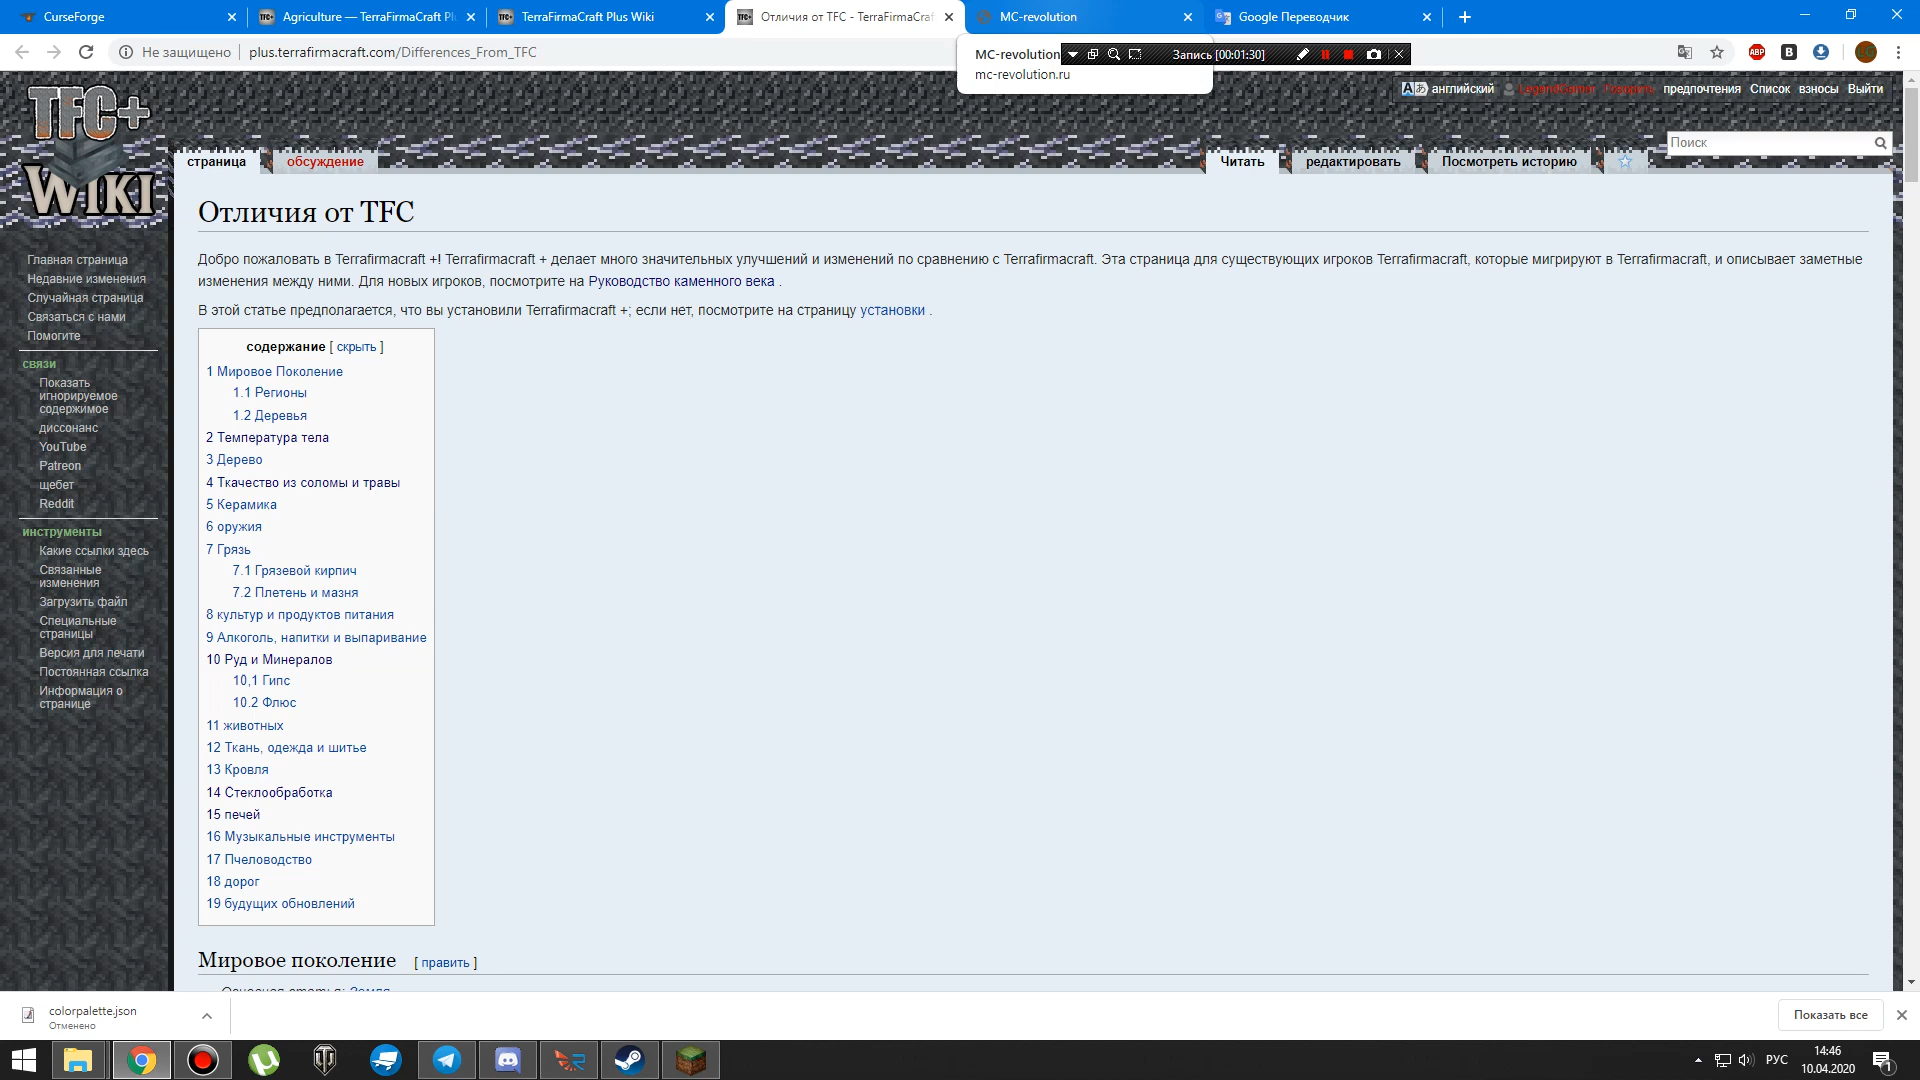 CurseForge
Agriculture — TerraFirmaCraft Pl
TerraFirmaCraft Plus Wiki
Отличия от TFC - TerraFirmaCraf
MC-revolution
Google Переводчик
Не защищено
plus.terrafirmacraft.com/Differences_From_TFC
MC-revolution
mc-revolution.ru
Запись [00:01:30]
английский
LegendGamer
Говорить
предпочтения
Список
взносы
Выйти
TFC+
WIKI
страница
обсуждение
Читать
редактировать
Посмотреть историю
Поиск
Главная страница
Недавние изменения
Случайная страница
Связаться с нами
Помогите
связи
Показать
игнорируемое
содержимое
диссонанс
YouTube
Patreon
щебет
Reddit
инструменты
Какие ссылки здесь
Связанные
изменения
Загрузить файл
Специальные
страницы
Версия для печати
Постоянная ссылка
Информация о
странице
Отличия от TFC
Добро пожаловать в Terrafirmacraft +! Terrafirmacraft + делает много значительных улучшений и изменений по сравнению с Terrafirmacraft. Эта страница для существующих игроков Terrafirmacraft, которые мигрируют в Terrafirmacraft, и описывает заметные
изменения между ними. Для новых игроков, посмотрите на Руководство каменного века .
В этой статье предполагается, что вы установили Terrafirmacraft +; если нет, посмотрите на страницу установки .
содержание [ скрыть ]
1 Мировое Поколение
1.1 Регионы
1.2 Деревья
2 Температура тела
3 Дерево
4 Ткачество из соломы и травы
5 Керамика
6 оружия
7 Грязь
7.1 Грязевой кирпич
7.2 Плетень и мазня
8 культур и продуктов питания
9 Алкоголь, напитки и выпаривание
10 Руд и Минералов
10,1 Гипс
10.2 Флюс
11 животных
12 Ткань, одежда и шитье
13 Кровля
14 Стеклообработка
15 печей
16 Музыкальные инструменты
17 Пчеловодство
18 дорог
19 будущих обновлений
Мировое поколение [ править ]
Основная статья: Земля
colorpalette.json
Отменено
Показать все
РУС
14:46
10.04.2020
1